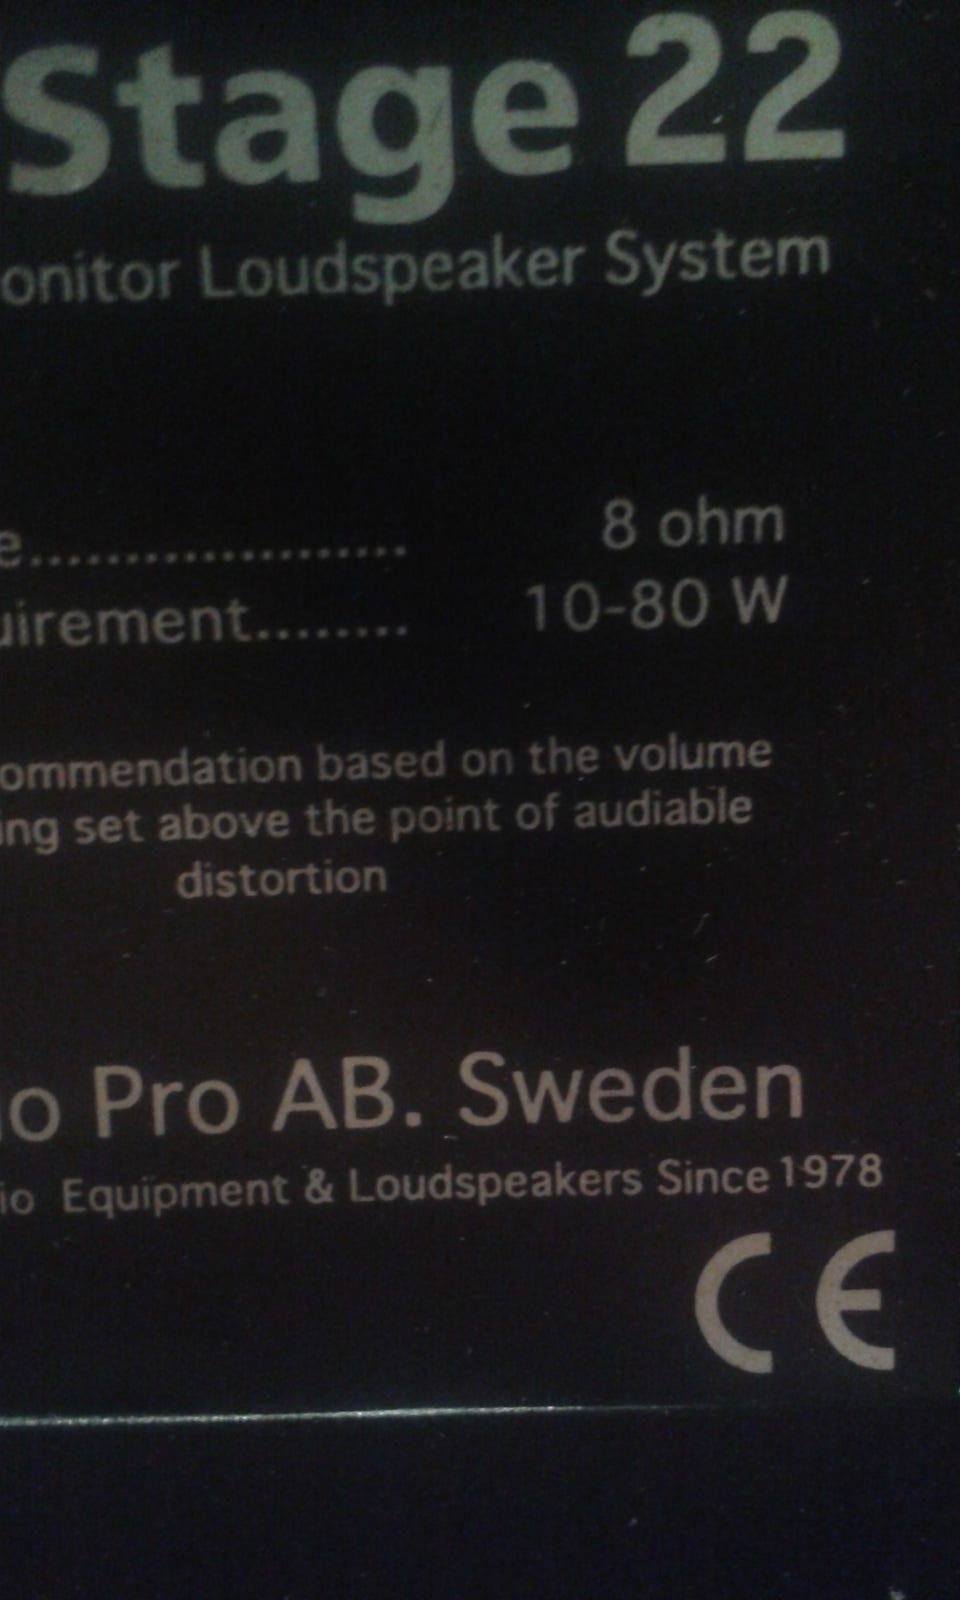 Stage 22
onitor Loudspeaker System
e.................... 8 ohm
uirement........ 10-80 W
ommendation based on the volume
ing set above the point of audiable
distortion
io Pro AB. Sweden
io Equipment & Loudspeakers Since 1978
CE